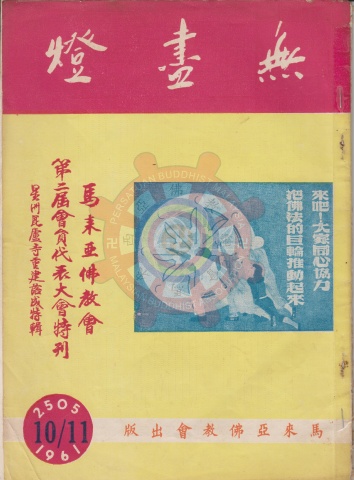 無盡燈
來吧!大家同心協力
把佛法的巨輪推動起來
馬來亞佛教會
第二屆會員代表大會特刊
星洲毘盧寺重建落成特輯
2505
10/11
1961
馬來亞佛教會出版